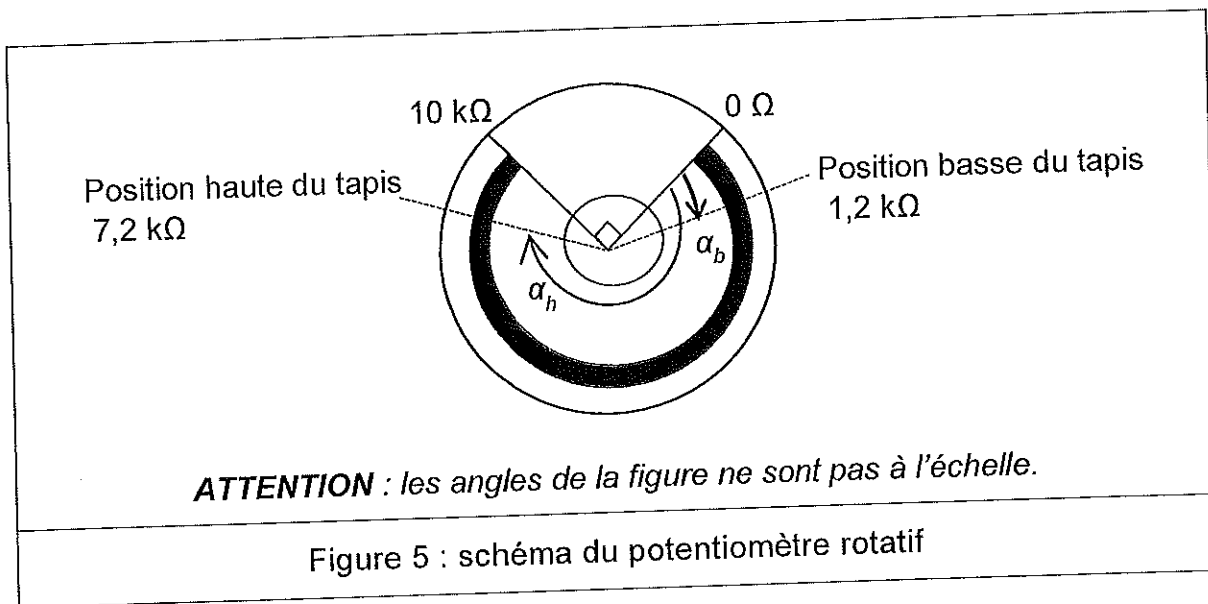 10 kΩ
0 Ω
Position haute du tapis
7,2 kΩ
Position basse du tapis
1,2 kΩ
α_b
α_h
ATTENTION : les angles de la figure ne sont pas à l'échelle.
Figure 5 : schéma du potentiomètre rotatif